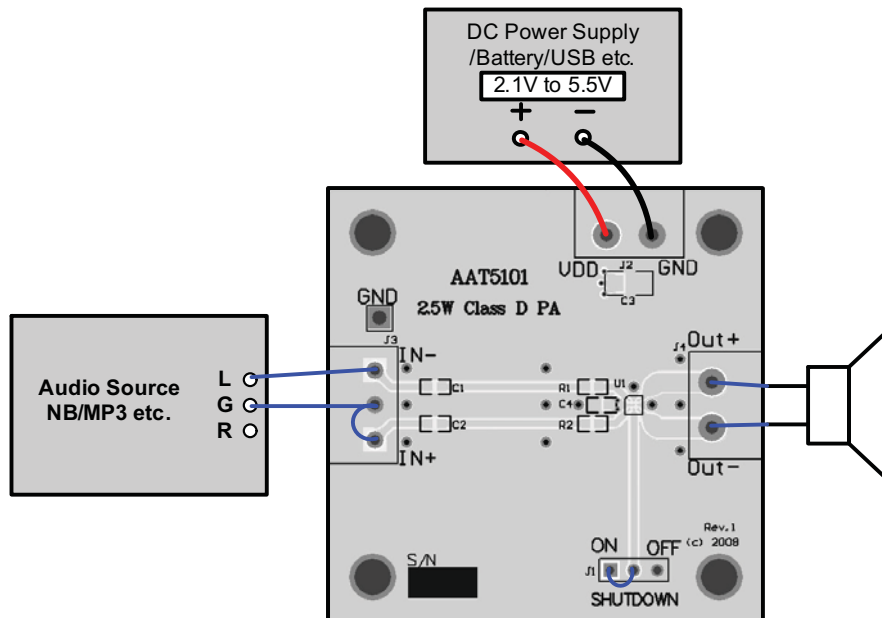 DC Power Supply
/Battery/USB etc.
2.1V to 5.5V
+ −
VDD J2 GND
C3
AAT5101
2.5W Class D PA
GND
J3
IN-
C1
R1
U1
C4
R2
C2
IN+
J4
Out+
Out-
Audio Source
NB/MP3 etc.
L
G
R
Rev.1
(c) 2008
S/N
ON OFF
J1
SHUTDOWN